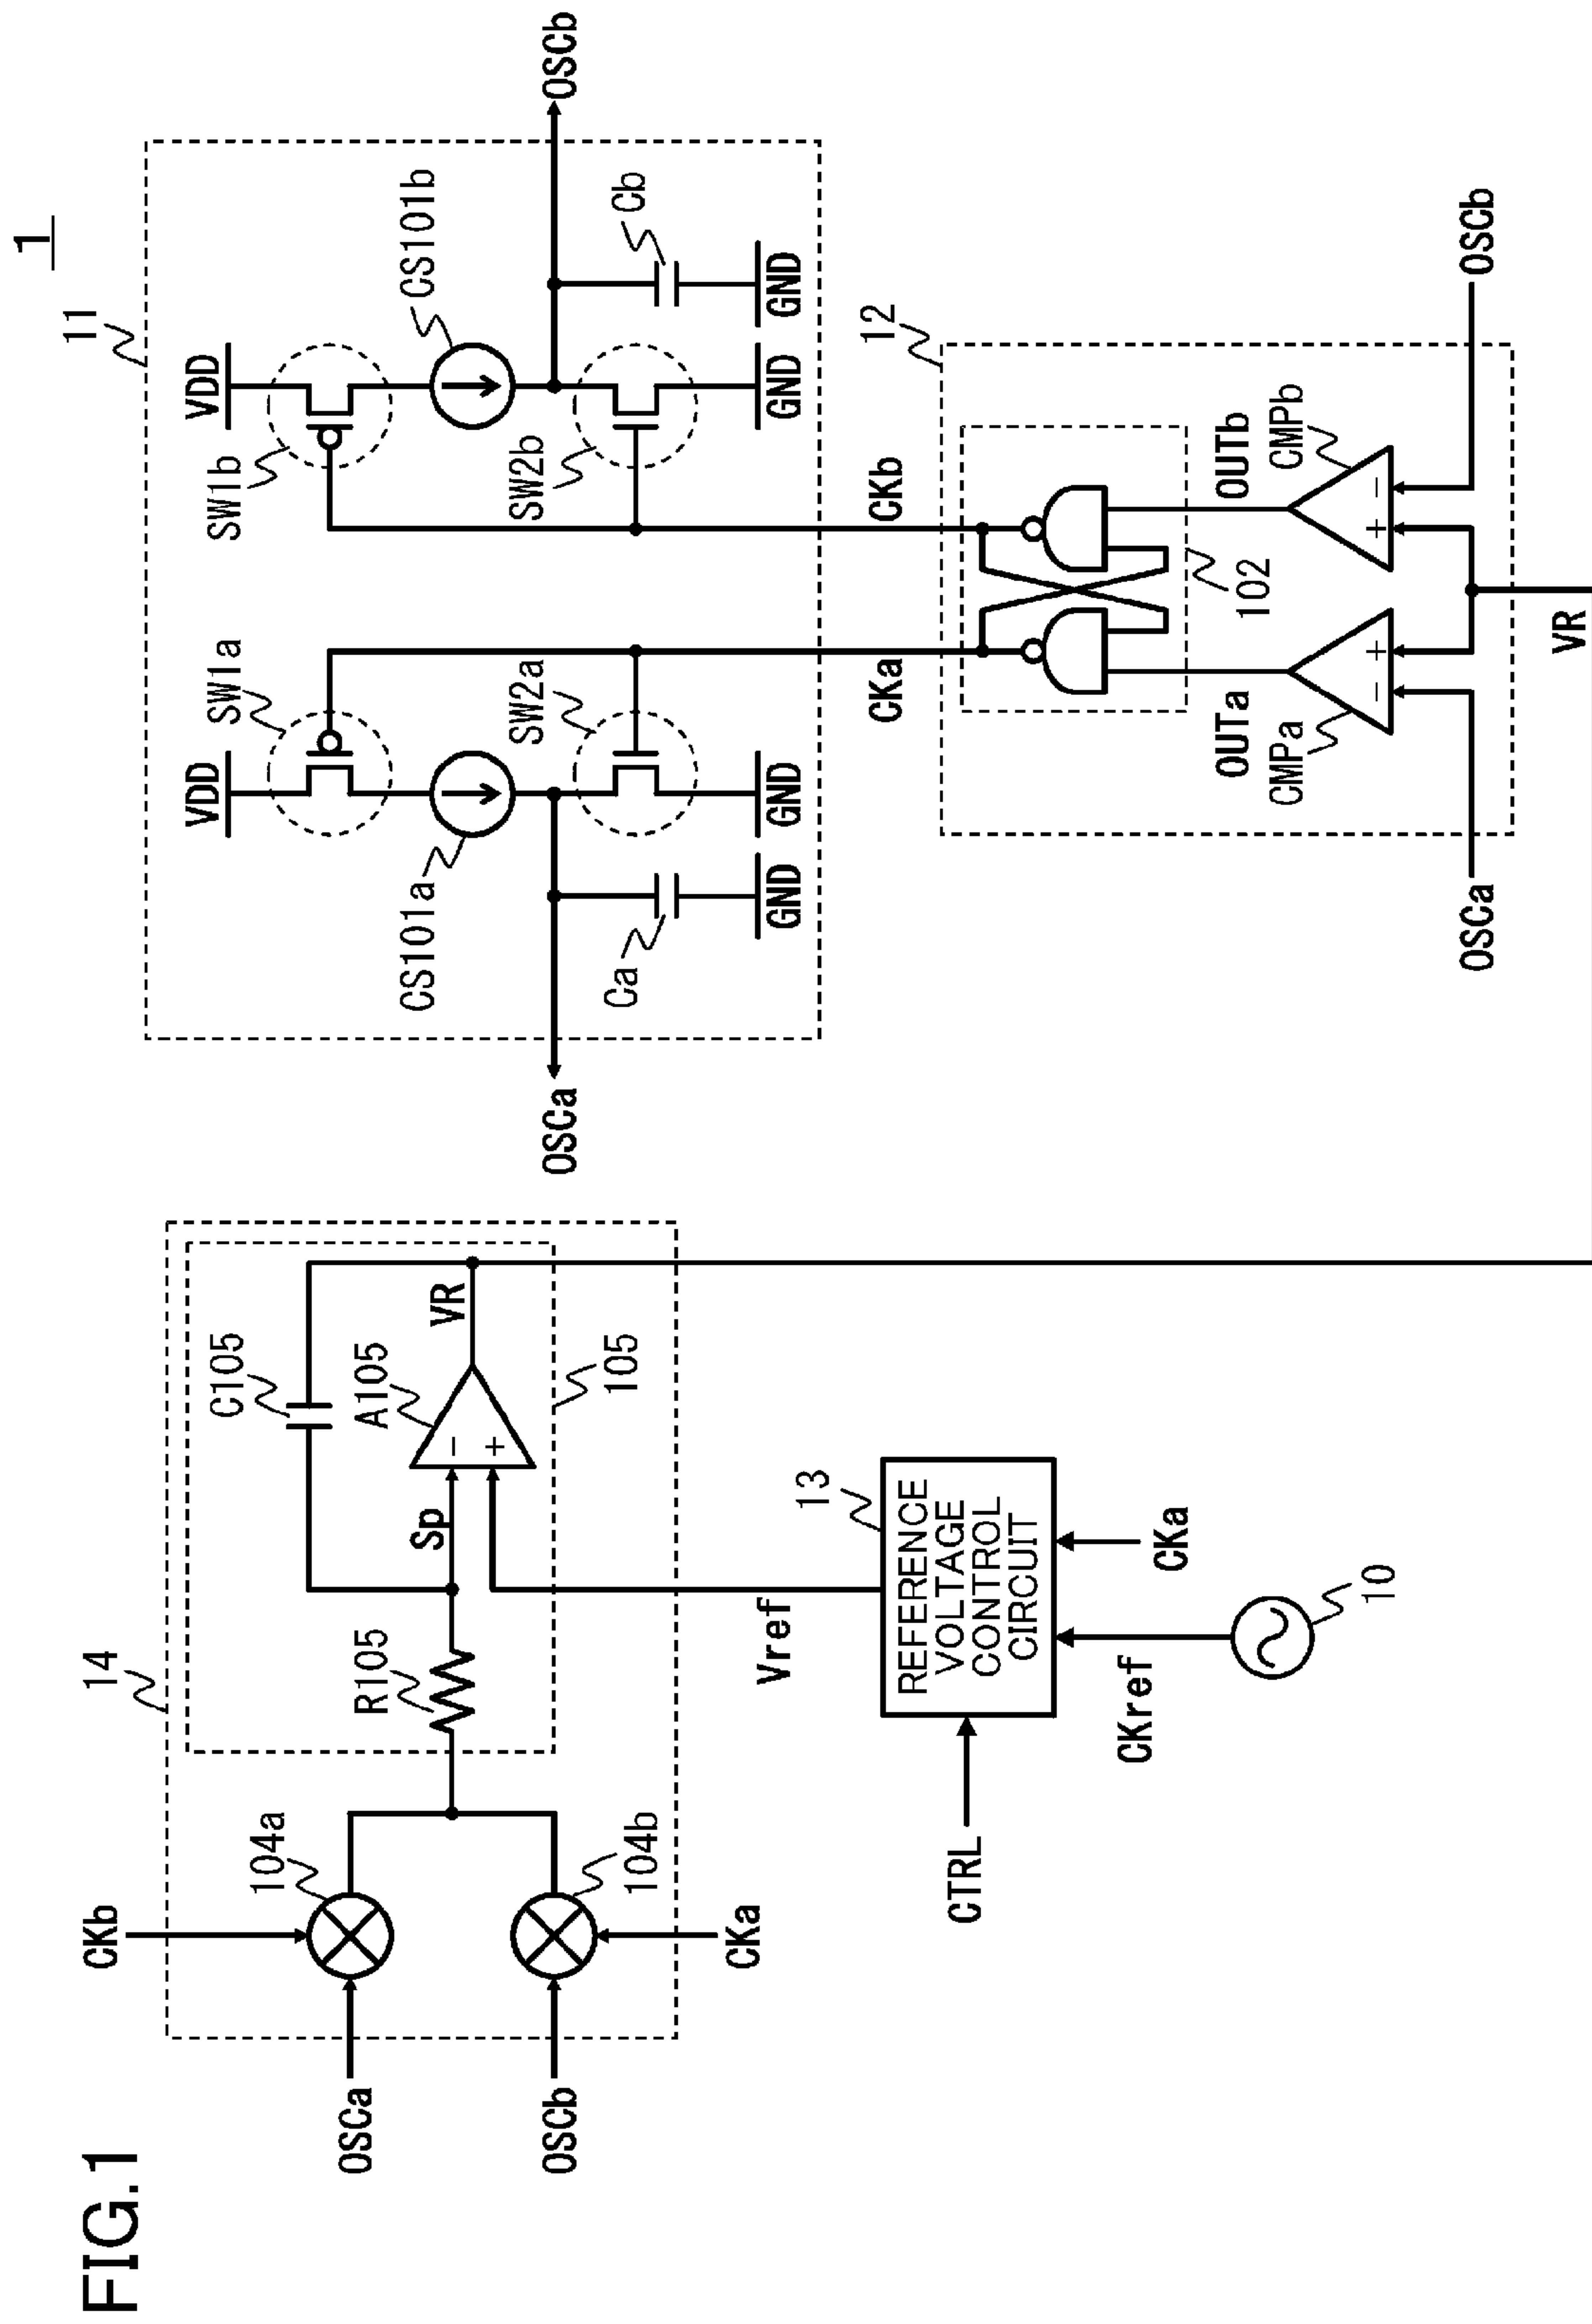 FIG.1
1
14
CKb
OSCa
104a
OSCb
104b
CKa
C105
R105
Sp
A105
-
+
VR
105
Vref
13
REFERENCE
VOLTAGE
CONTROL
CIRCUIT
CTRL
CKref
CKa
10
11
VDD
SW1a
VDD
SW1b
CS101a
CS101b
OSCa
OSCb
SW2a
SW2b
Ca
Cb
GND
GND
GND
GND
CKa
CKb
12
102
OUTa
OUTb
CMPa
CMPb
-
+
+
-
OSCa
OSCb
VR